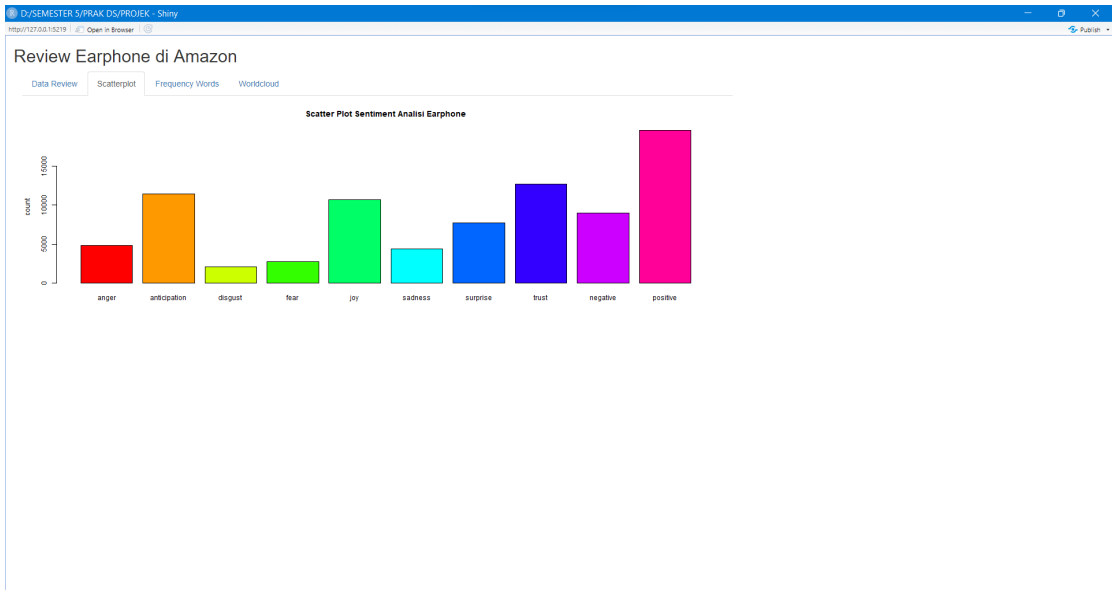 D:/SEMESTER 5/PRAK DS/PROJEK - Shiny
http://127.0.0.1:5219 Open in Browser Publish
Review Earphone di Amazon
Data Review Scatterplot Frequency Words Worldcloud
Scatter Plot Sentiment Analisi Earphone
count
15000
10000
5000
0
anger anticipation disgust fear joy sadness surprise trust negative positive